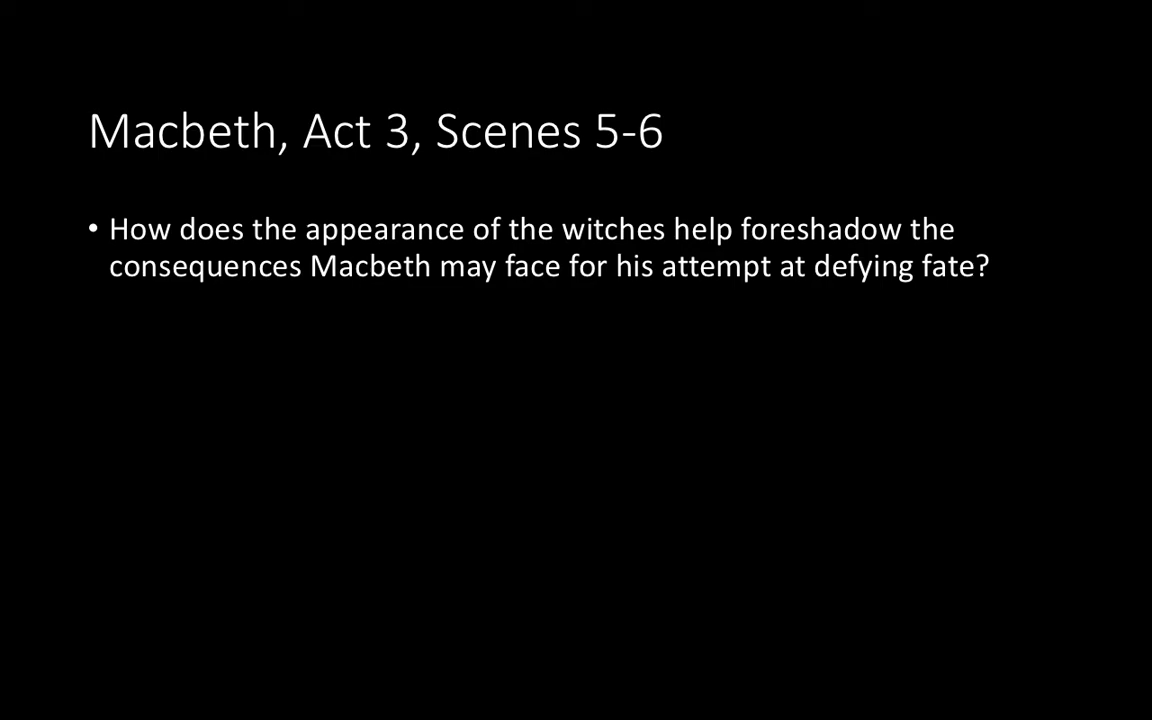 Macbeth, Act 3, Scenes 5-6
• How does the appearance of the witches help foreshadow the
consequences Macbeth may face for his attempt at defying fate?